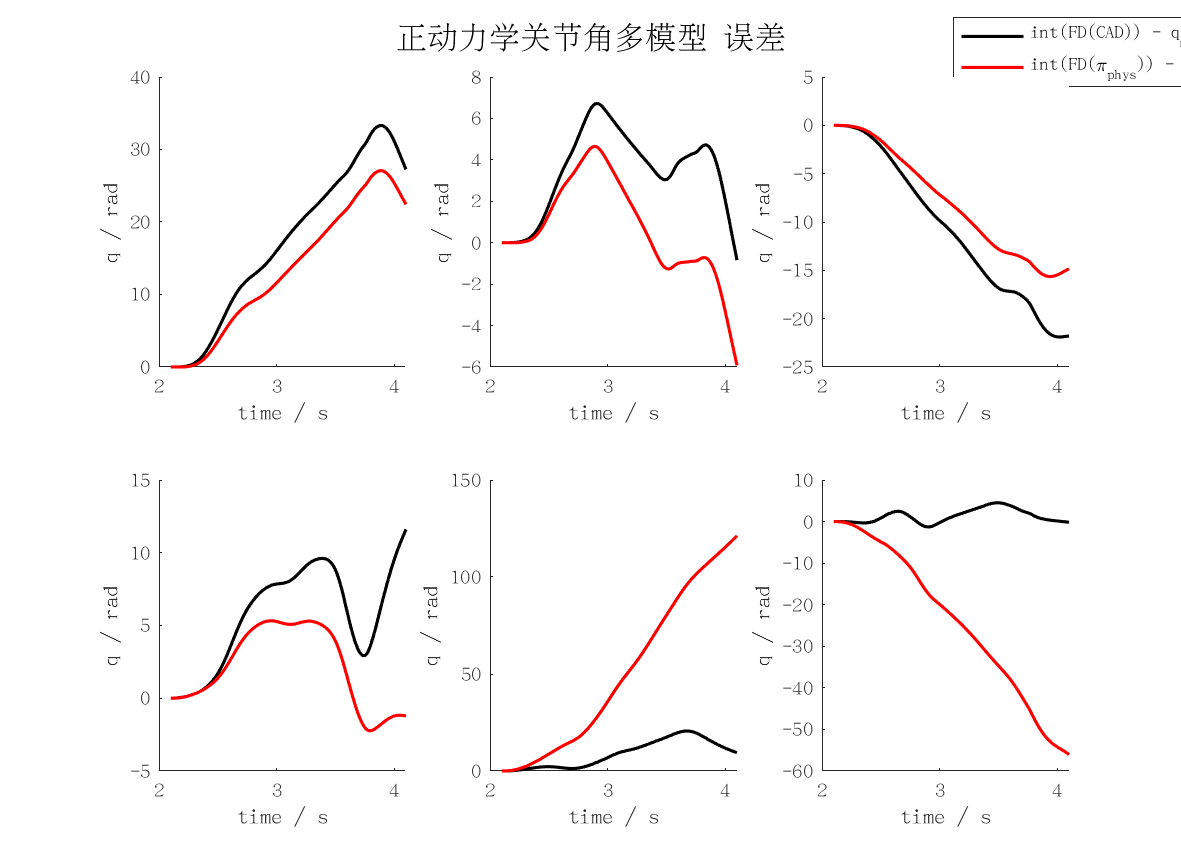 正动力学关节角多模型 误差
int(FD(CAD)) - q
int(FD(π_phys)) -
40
30
20
10
0
q / rad
2 3 4
time / s
8
6
4
2
0
-2
-4
-6
q / rad
2 3 4
time / s
5
0
-5
-10
-15
-20
-25
q / rad
2 3 4
time / s
15
10
5
0
-5
q / rad
2 3 4
time / s
150
100
50
0
q / rad
2 3 4
time / s
10
0
-10
-20
-30
-40
-50
-60
q / rad
2 3 4
time / s